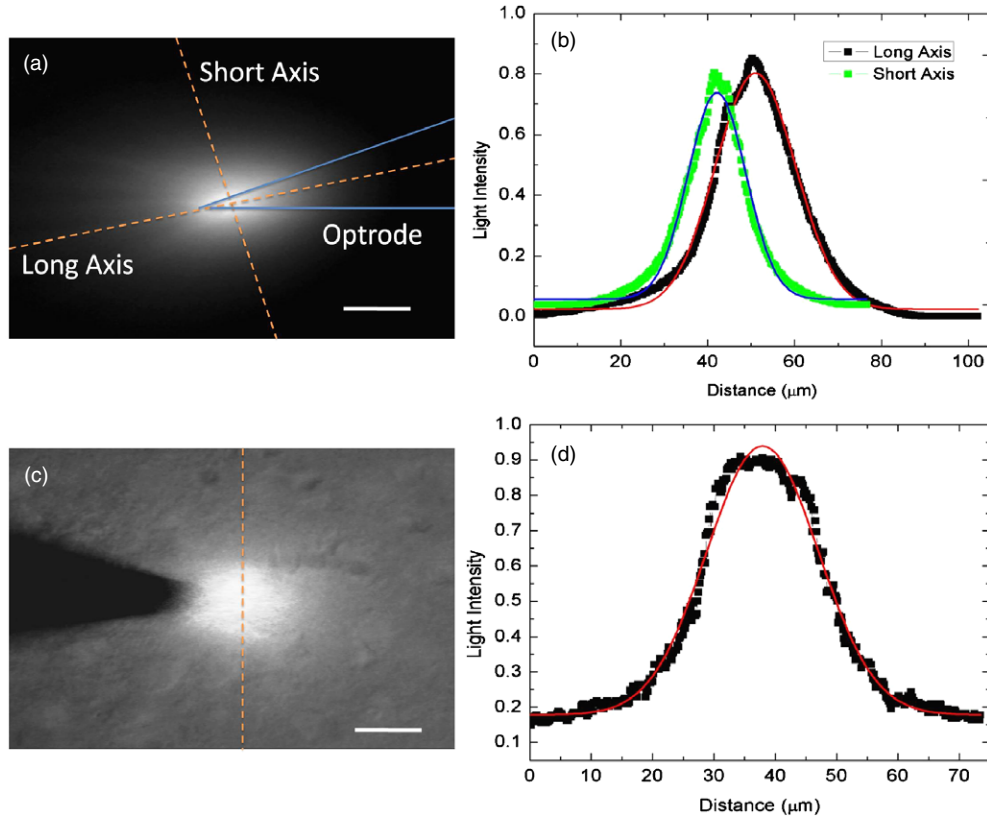 (a)
Short Axis
Optrode
Long Axis
(b)
Long Axis
Short Axis
1.0
0.8
0.6
0.4
0.2
0.0
Light Intensity
0 20 40 60 80 100
Distance (μm)
(c)
(d)
1.0
0.9
0.8
0.7
0.6
0.5
0.4
0.3
0.2
0.1
Light Intensity
0 10 20 30 40 50 60 70
Distance (μm)